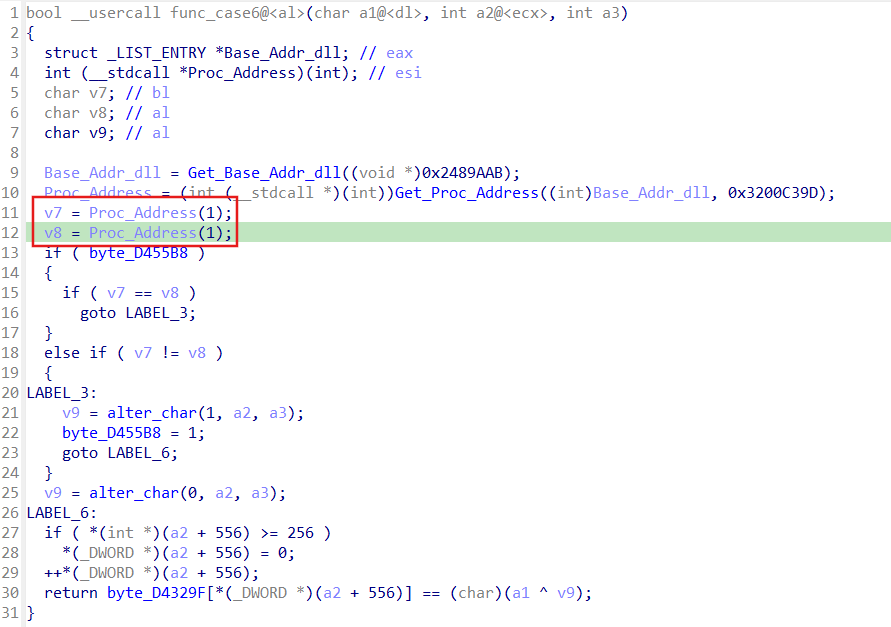 1 bool __usercall func_case6@<al>(char a1@<dl>, int a2@<ecx>, int a3)
2 {
3   struct _LIST_ENTRY *Base_Addr_dll; // eax
4   int (__stdcall *Proc_Address)(int); // esi
5   char v7; // bl
6   char v8; // al
7   char v9; // al
8
9   Base_Addr_dll = Get_Base_Addr_dll((void *)0x2489AAB);
10   Proc_Address = (int (__stdcall *)(int))Get_Proc_Address((int)Base_Addr_dll, 0x3200C39D);
11   v7 = Proc_Address(1);
12   v8 = Proc_Address(1);
13   if ( byte_D455B8 )
14   {
15     if ( v7 == v8 )
16       goto LABEL_3;
17   }
18   else if ( v7 != v8 )
19   {
20 LABEL_3:
21     v9 = alter_char(1, a2, a3);
22     byte_D455B8 = 1;
23     goto LABEL_6;
24   }
25   v9 = alter_char(0, a2, a3);
26 LABEL_6:
27   if ( *(int *)(a2 + 556) >= 256 )
28     *(_DWORD *)(a2 + 556) = 0;
29   ++*(_DWORD *)(a2 + 556);
30   return byte_D4329F[*(_DWORD *)(a2 + 556)] == (char)(a1 ^ v9);
31 }